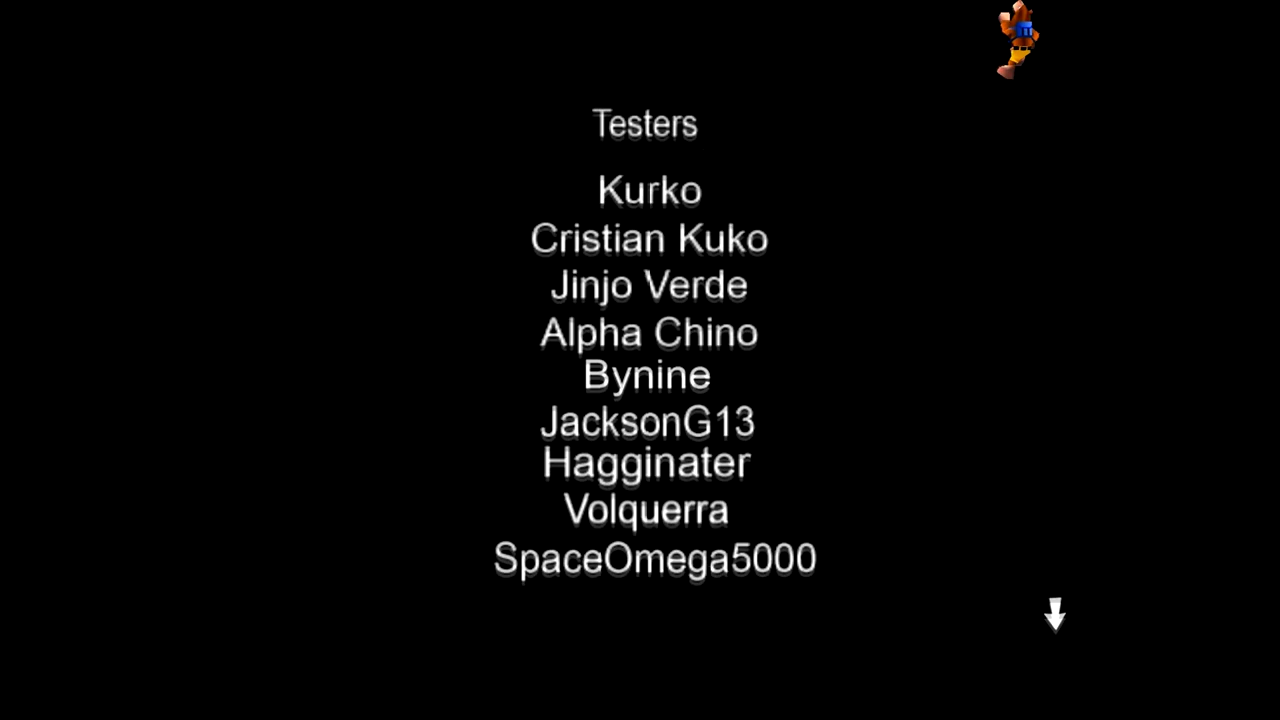 Testers
Kurko
Cristian Kuko
Jinjo Verde
Alpha Chino
Bynine
JacksonG13
Hagginater
Volquerra
SpaceOmega5000